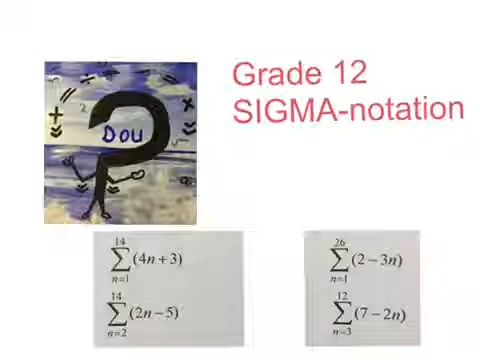 Grade 12
SIGMA-notation
Dou
2
14
∑(4n+3)
n=1
14
∑(2n-5)
n=2
26
∑(2-3n)
n=1
12
∑(7-2n)
n=3